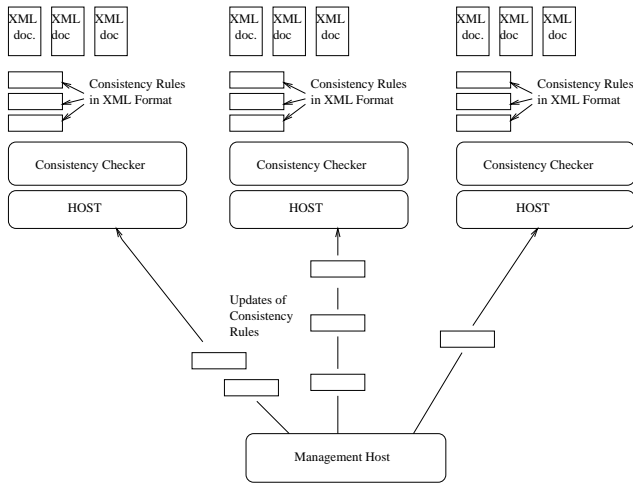 XML
doc.
XML
doc
XML
doc
XML
doc.
XML
doc
XML
doc
XML
doc.
XML
doc
XML
doc
Consistency Rules
in XML Format
Consistency Rules
in XML Format
Consistency Rules
in XML Format
Consistency Checker
Consistency Checker
Consistency Checker
HOST
HOST
HOST
Updates of
Consistency
Rules
Management Host